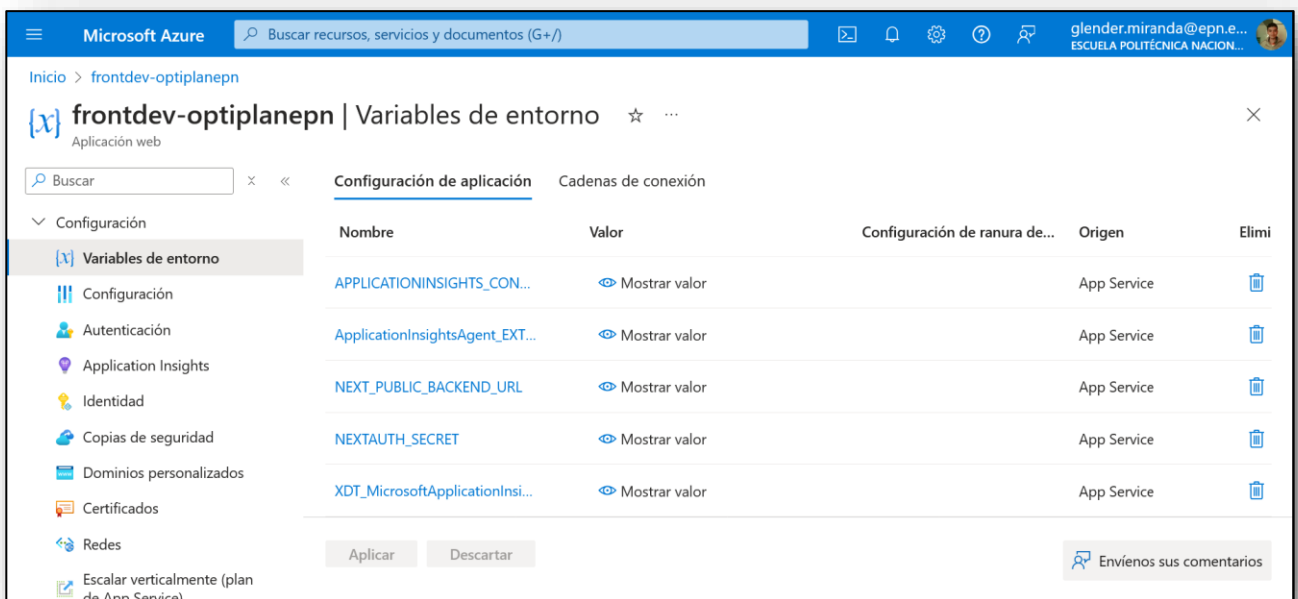 Microsoft Azure
Buscar recursos, servicios y documentos (G+/)
glender.miranda@epn.e...
ESCUELA POLITÉCNICA NACION...
Inicio > frontdev-optiplanepn
{x} frontdev-optiplanepn | Variables de entorno
Aplicación web
Buscar
Configuración de aplicación Cadenas de conexión
Configuración
Nombre Valor Configuración de ranura de... Origen Elimi
{x} Variables de entorno
APPLICATIONINSIGHTS_CON... Mostrar valor App Service
Configuración
Autenticación
ApplicationInsightsAgent_EXT... Mostrar valor App Service
Application Insights
NEXT_PUBLIC_BACKEND_URL Mostrar valor App Service
Identidad
Copias de seguridad
NEXTAUTH_SECRET Mostrar valor App Service
Dominios personalizados
XDT_MicrosoftApplicationInsi... Mostrar valor App Service
Certificados
Redes
Aplicar Descartar
Envíenos sus comentarios
Escalar verticalmente (plan
de App Service)